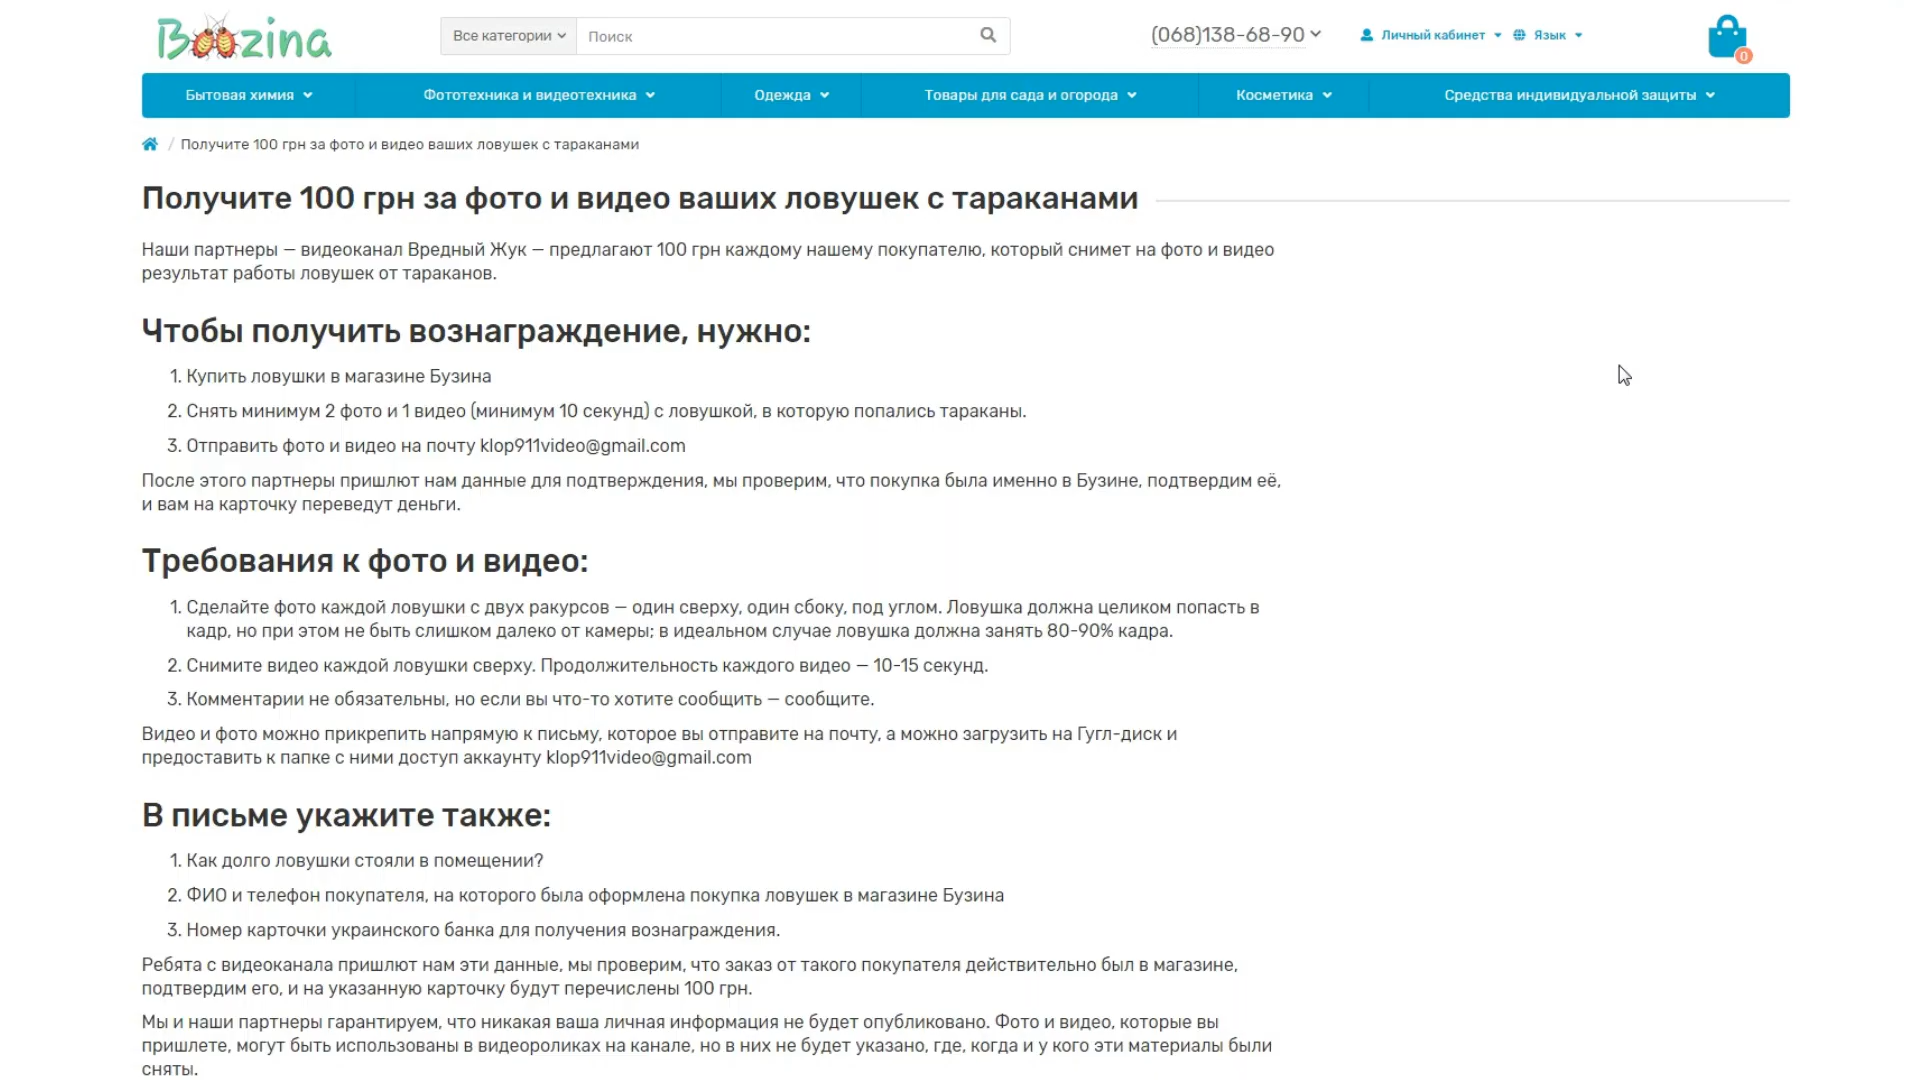 Boozina
Все категории
Поиск
(068)138-68-90
Личный кабинет
Язык
0
Бытовая химия
Фототехника и видеотехника
Одежда
Товары для сада и огорода
Косметика
Средства индивидуальной защиты
/ Получите 100 грн за фото и видео ваших ловушек с тараканами
Получите 100 грн за фото и видео ваших ловушек с тараканами
Наши партнеры — видеоканал Вредный Жук — предлагают 100 грн каждому нашему покупателю, который снимет на фото и видео
результат работы ловушек от тараканов.
Чтобы получить вознаграждение, нужно:
1. Купить ловушки в магазине Бузина
2. Снять минимум 2 фото и 1 видео (минимум 10 секунд) с ловушкой, в которую попались тараканы.
3. Отправить фото и видео на почту klop911video@gmail.com
После этого партнеры пришлют нам данные для подтверждения, мы проверим, что покупка была именно в Бузине, подтвердим её,
и вам на карточку переведут деньги.
Требования к фото и видео:
1. Сделайте фото каждой ловушки с двух ракурсов — один сверху, один сбоку, под углом. Ловушка должна целиком попасть в
кадр, но при этом не быть слишком далеко от камеры; в идеальном случае ловушка должна занять 80-90% кадра.
2. Снимите видео каждой ловушки сверху. Продолжительность каждого видео — 10-15 секунд.
3. Комментарии не обязательны, но если вы что-то хотите сообщить — сообщите.
Видео и фото можно прикрепить напрямую к письму, которое вы отправите на почту, а можно загрузить на Гугл-диск и
предоставить к папке с ними доступ аккаунту klop911video@gmail.com
В письме укажите также:
1. Как долго ловушки стояли в помещении?
2. ФИО и телефон покупателя, на которого была оформлена покупка ловушек в магазине Бузина
3. Номер карточки украинского банка для получения вознаграждения.
Ребята с видеоканала пришлют нам эти данные, мы проверим, что заказ от такого покупателя действительно был в магазине,
подтвердим его, и на указанную карточку будут перечислены 100 грн.
Мы и наши партнеры гарантируем, что никакая ваша личная информация не будет опубликовано. Фото и видео, которые вы
пришлете, могут быть использованы в видеороликах на канале, но в них не будет указано, где, когда и у кого эти материалы были
сняты.